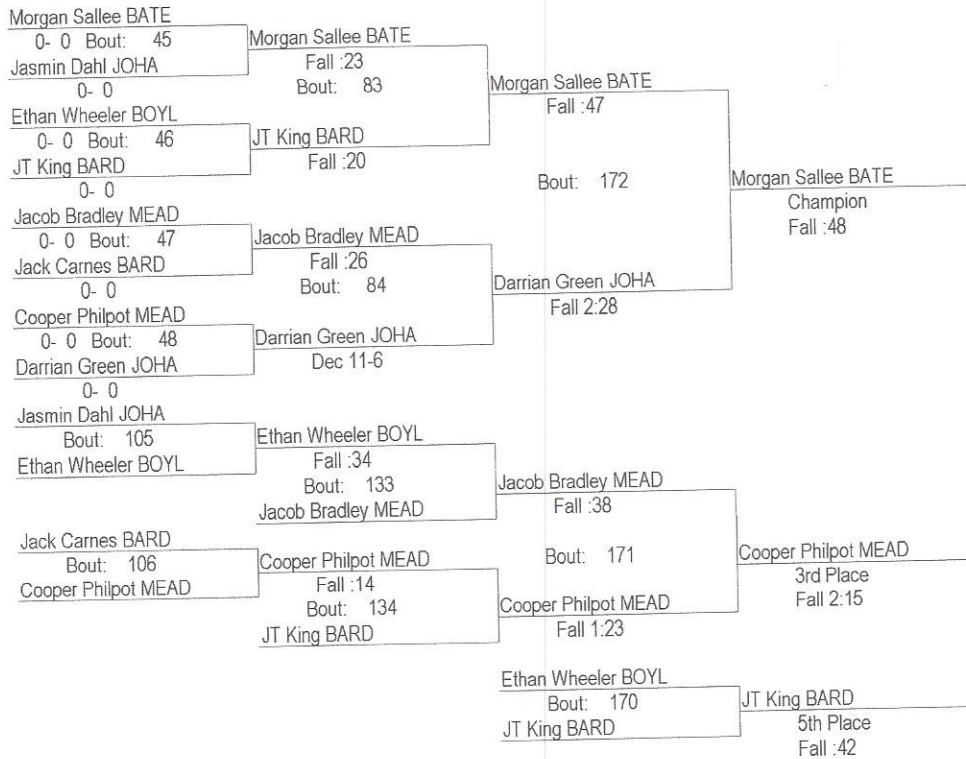 Morgan Sallee BATE
0- 0 Bout: 45
Jasmin Dahl JOHA
0- 0
Ethan Wheeler BOYL
0- 0 Bout: 46
JT King BARD
0- 0
Jacob Bradley MEAD
0- 0 Bout: 47
Jack Carnes BARD
0- 0
Cooper Philpot MEAD
0- 0 Bout: 48
Darrian Green JOHA
0- 0
Morgan Sallee BATE
Fall :23
Bout: 83
JT King BARD
Fall :20
Jacob Bradley MEAD
Fall :26
Bout: 84
Darrian Green JOHA
Dec 11-6
Morgan Sallee BATE
Fall :47
Bout: 172
Darrian Green JOHA
Fall 2:28
Morgan Sallee BATE
Champion
Fall :48
Jasmin Dahl JOHA
Bout: 105
Ethan Wheeler BOYL
Jack Carnes BARD
Bout: 106
Cooper Philpot MEAD
Ethan Wheeler BOYL
Fall :34
Bout: 133
Jacob Bradley MEAD
Cooper Philpot MEAD
Fall :14
Bout: 134
JT King BARD
Jacob Bradley MEAD
Fall :38
Bout: 171
Cooper Philpot MEAD
Fall 1:23
Cooper Philpot MEAD
3rd Place
Fall 2:15
Ethan Wheeler BOYL
Bout: 170
JT King BARD
JT King BARD
5th Place
Fall :42